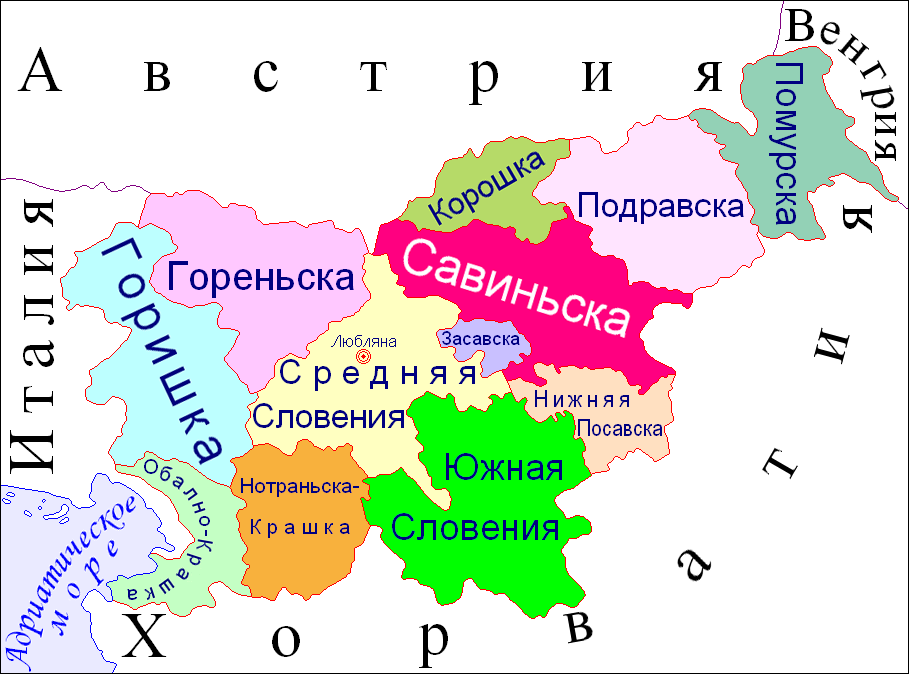 Австрия
Венгрия
Италия
Помурска
Корошка
Подравска
Гореньска
Горишка
Савиньска
Любияна
Засавска
Средняя
Словения
Нижняя
Посавска
Южная
Словения
Нотраньска-
Крашка
Обално-Крашка
Адриатическое
море
Хорватия